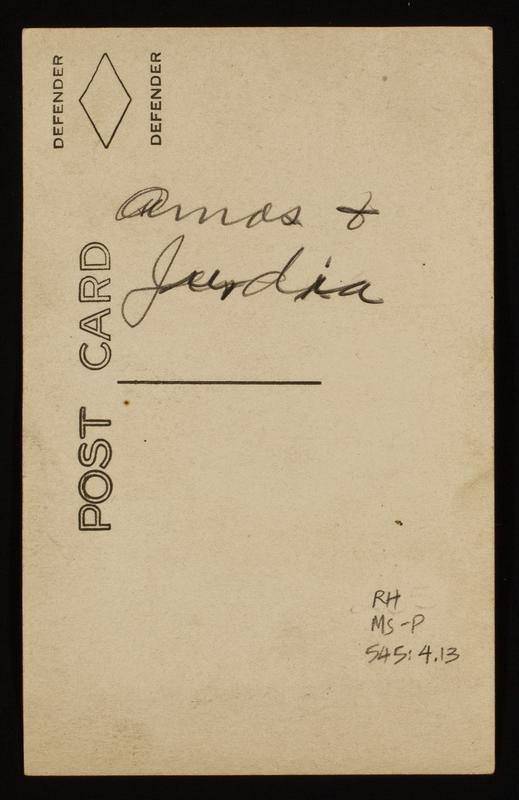 DEFENDER
DEFENDER
POST CARD
Amos &
Jurdia
RH
MS-P
545:4.13